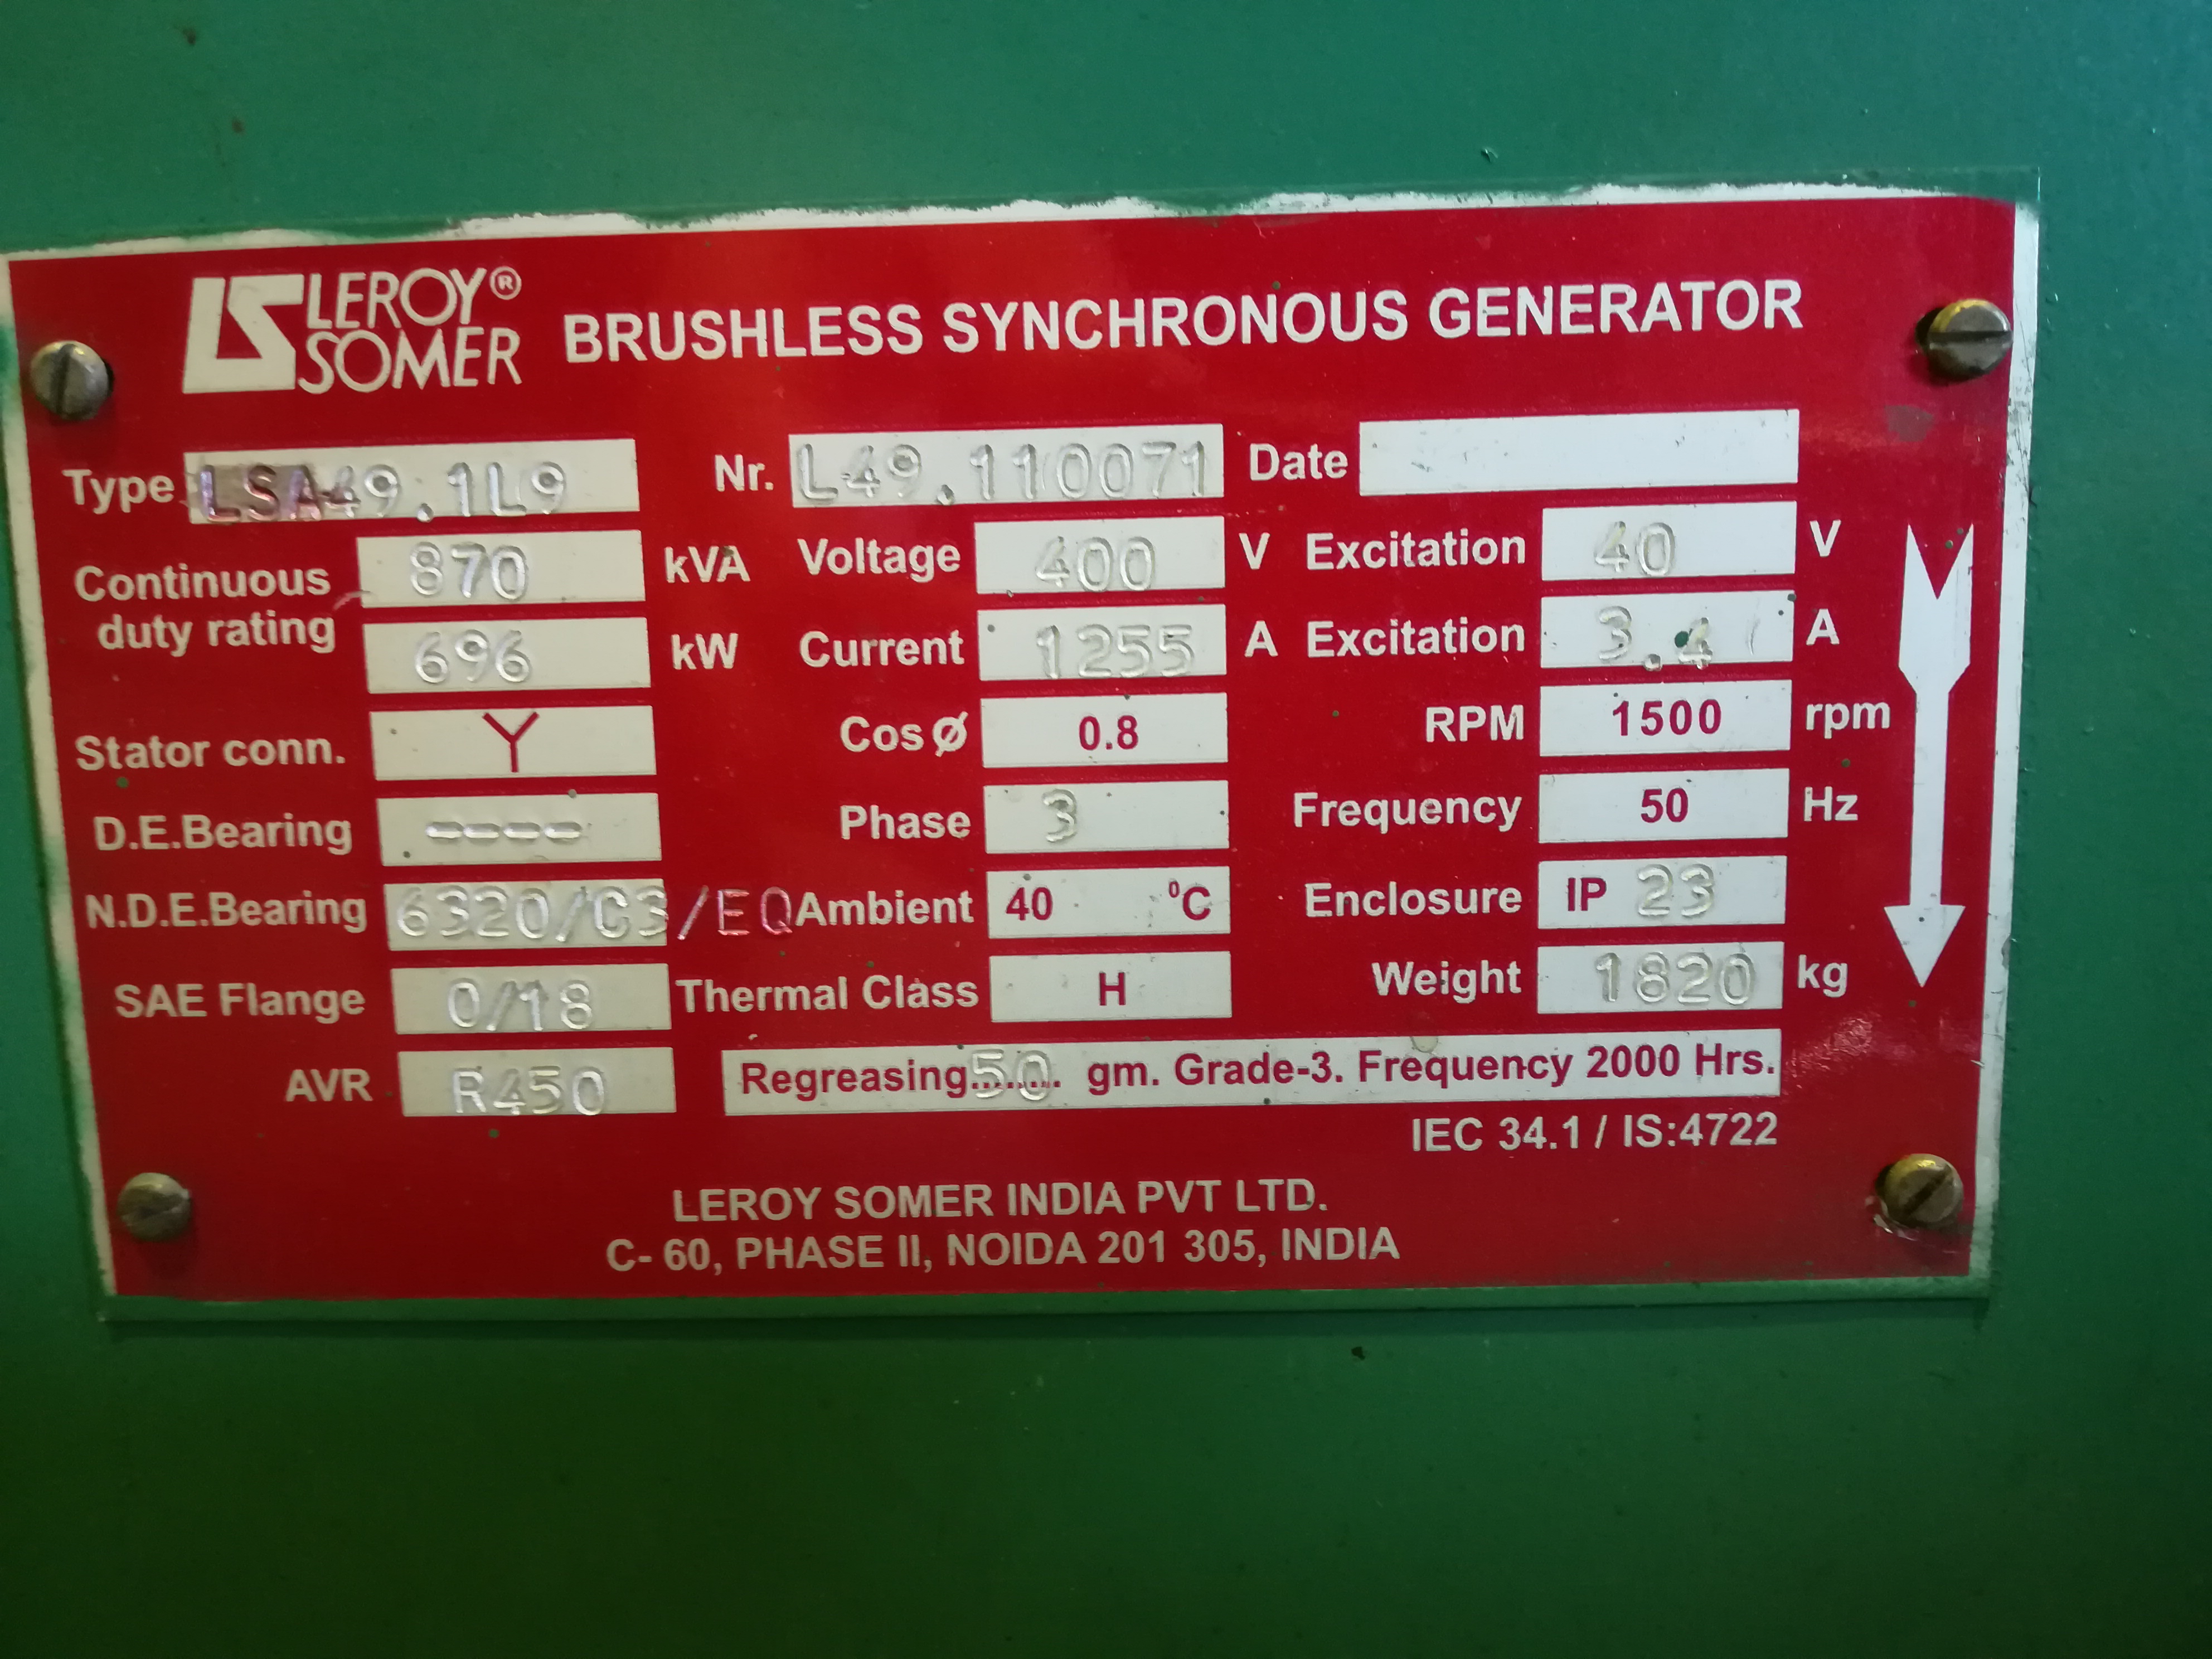 LEROY® SOMER BRUSHLESS SYNCHRONOUS GENERATOR
Type LSA49.1L9 Nr. L49.110071 Date
Continuous duty rating 870 kVA Voltage 400 V Excitation 40 V
696 kW Current 1255 A Excitation 3.4 A
Stator conn. Y Cos Ø 0.8 RPM 1500 rpm
D.E.Bearing ---- Phase 3 Frequency 50 Hz
N.D.E.Bearing 6320/C3/EQ Ambient 40 °C Enclosure IP 23
SAE Flange 0/18 Thermal Class H Weight 1820 kg
AVR R450 Regreasing 50 gm. Grade-3. Frequency 2000 Hrs.
IEC 34.1 / IS:4722
LEROY SOMER INDIA PVT LTD.
C- 60, PHASE II, NOIDA 201 305, INDIA